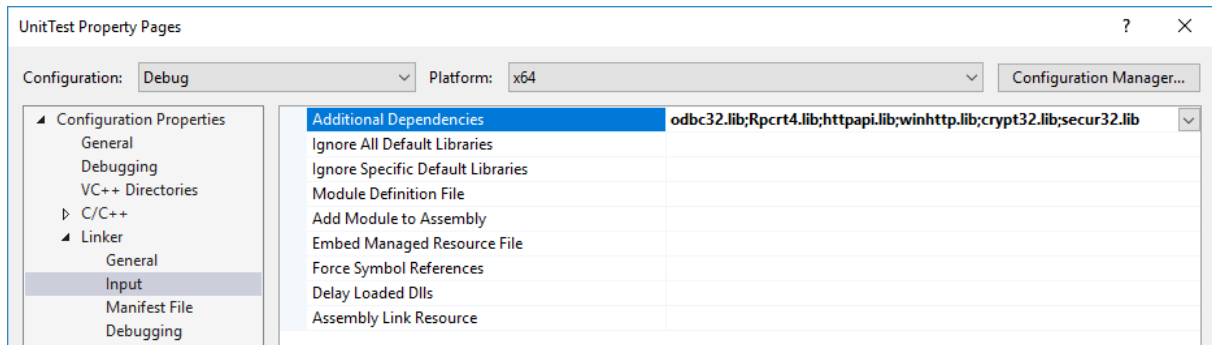 UnitTest Property Pages ? ×
Configuration: Debug Platform: x64 Configuration Manager...
Configuration Properties
General
Debugging
VC++ Directories
C/C++
Linker
General
Input
Manifest File
Debugging
Additional Dependencies odbc32.lib;Rpcrt4.lib;httpapi.lib;winhttp.lib;crypt32.lib;secur32.lib
Ignore All Default Libraries
Ignore Specific Default Libraries
Module Definition File
Add Module to Assembly
Embed Managed Resource File
Force Symbol References
Delay Loaded Dlls
Assembly Link Resource